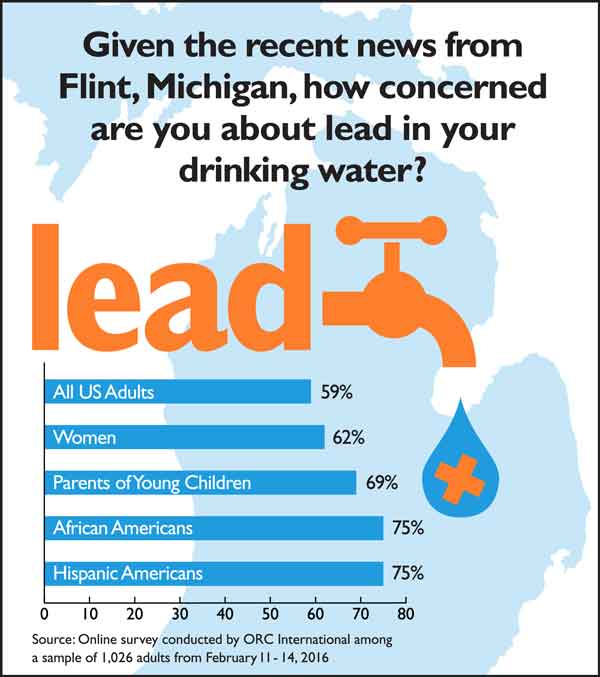 Given the recent news from
Flint, Michigan, how concerned
are you about lead in your
drinking water?
lead
All US Adults 59%
Women 62%
Parents of Young Children 69%
African Americans 75%
Hispanic Americans 75%
0 10 20 30 40 50 60 70 80
Source: Online survey conducted by ORC International among
a sample of 1,026 adults from February 11-14, 2016